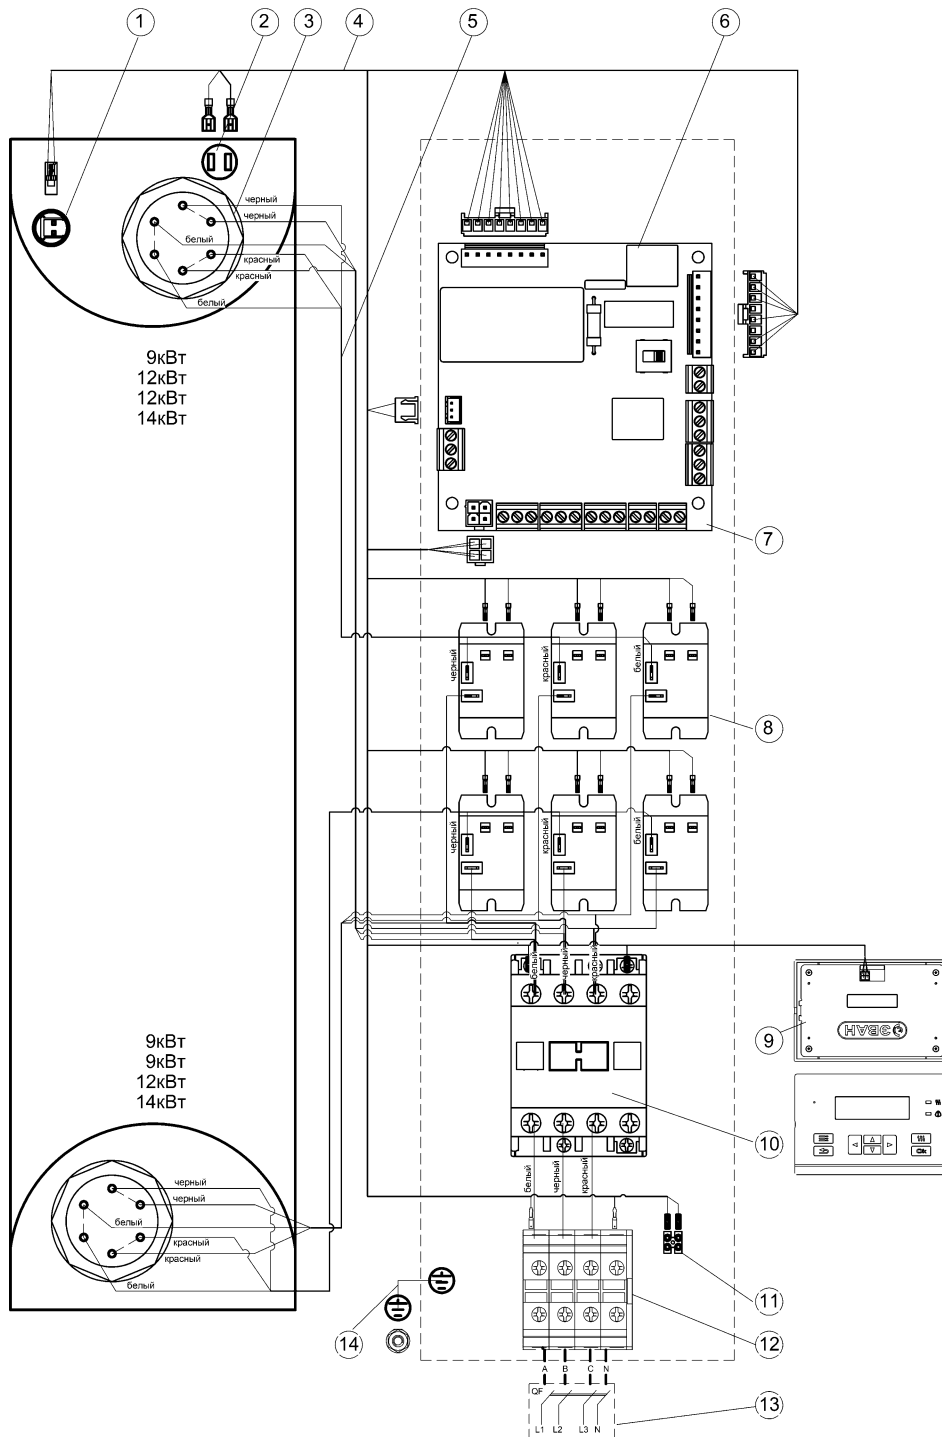 1
2
3
4
5
6
черный
черный
белый
красный
красный
белый
9кВт
12кВт
12кВт
14кВт
7
черный
красный
белый
8
черный
красный
белый
белый
черный
красный
9
ЭВАН
9кВт
9кВт
12кВт
14кВт
Ok
10
белый
черный
красный
черный
черный
белый
красный
красный
белый
11
12
14
A B C N
QF
13
L1 L2 L3 N